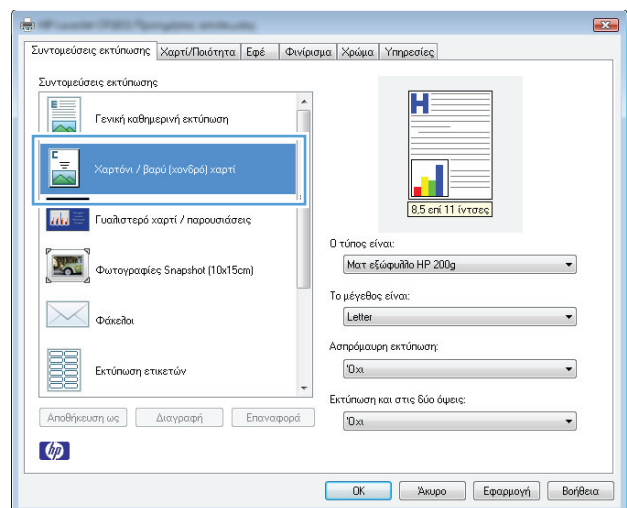 Συντομεύσεις εκτύπωσης Χαρτί/Ποιότητα Εφέ Φινίρισμα Χρώμα Υπηρεσίες
Συντομεύσεις εκτύπωσης
Γενική καθημερινή εκτύπωση
Χαρτόνι / βαρύ (χονδρό) χαρτί
Γυαλιστερό χαρτί / παρουσιάσεις
Φωτογραφίες Snapshot (10x15cm)
Φάκελοι
Εκτύπωση ετικετών
Αποθήκευση ως Διαγραφή Επαναφορά
8,5 επί 11 ίντσες
Ο τύπος είναι:
Ματ εξώφυλλο HP 200g
Το μέγεθος είναι:
Letter
Ασπρόμαυρη εκτύπωση:
Όχι
Εκτύπωση και στις δύο όψεις:
Όχι
hp
OK Άκυρο Εφαρμογή Βοήθεια